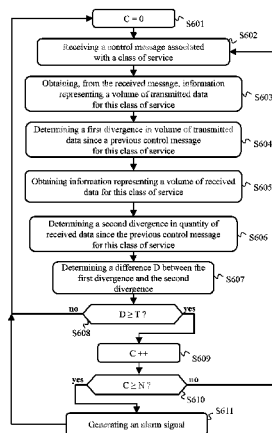 C = 0
S601
S602
Receiving a control message associated
with a class of service
Obtaining, from the received message, information
representing a volume of transmitted data
for this class of service
S603
Determining a first divergence in volume of transmitted
data since a previous control message
for this class of service
S604
Obtaining information representing a volume of received
data for this class of service
S605
Determining a second divergence in quantity of
received data since the previous control message
for this class of service
S606
Determining a difference D between the
first divergence and the second
divergence
S607
no
D ≥ T ?
yes
S608
C ++
S609
yes
C ≥ N ?
no
S610
S611
Generating an alarm signal